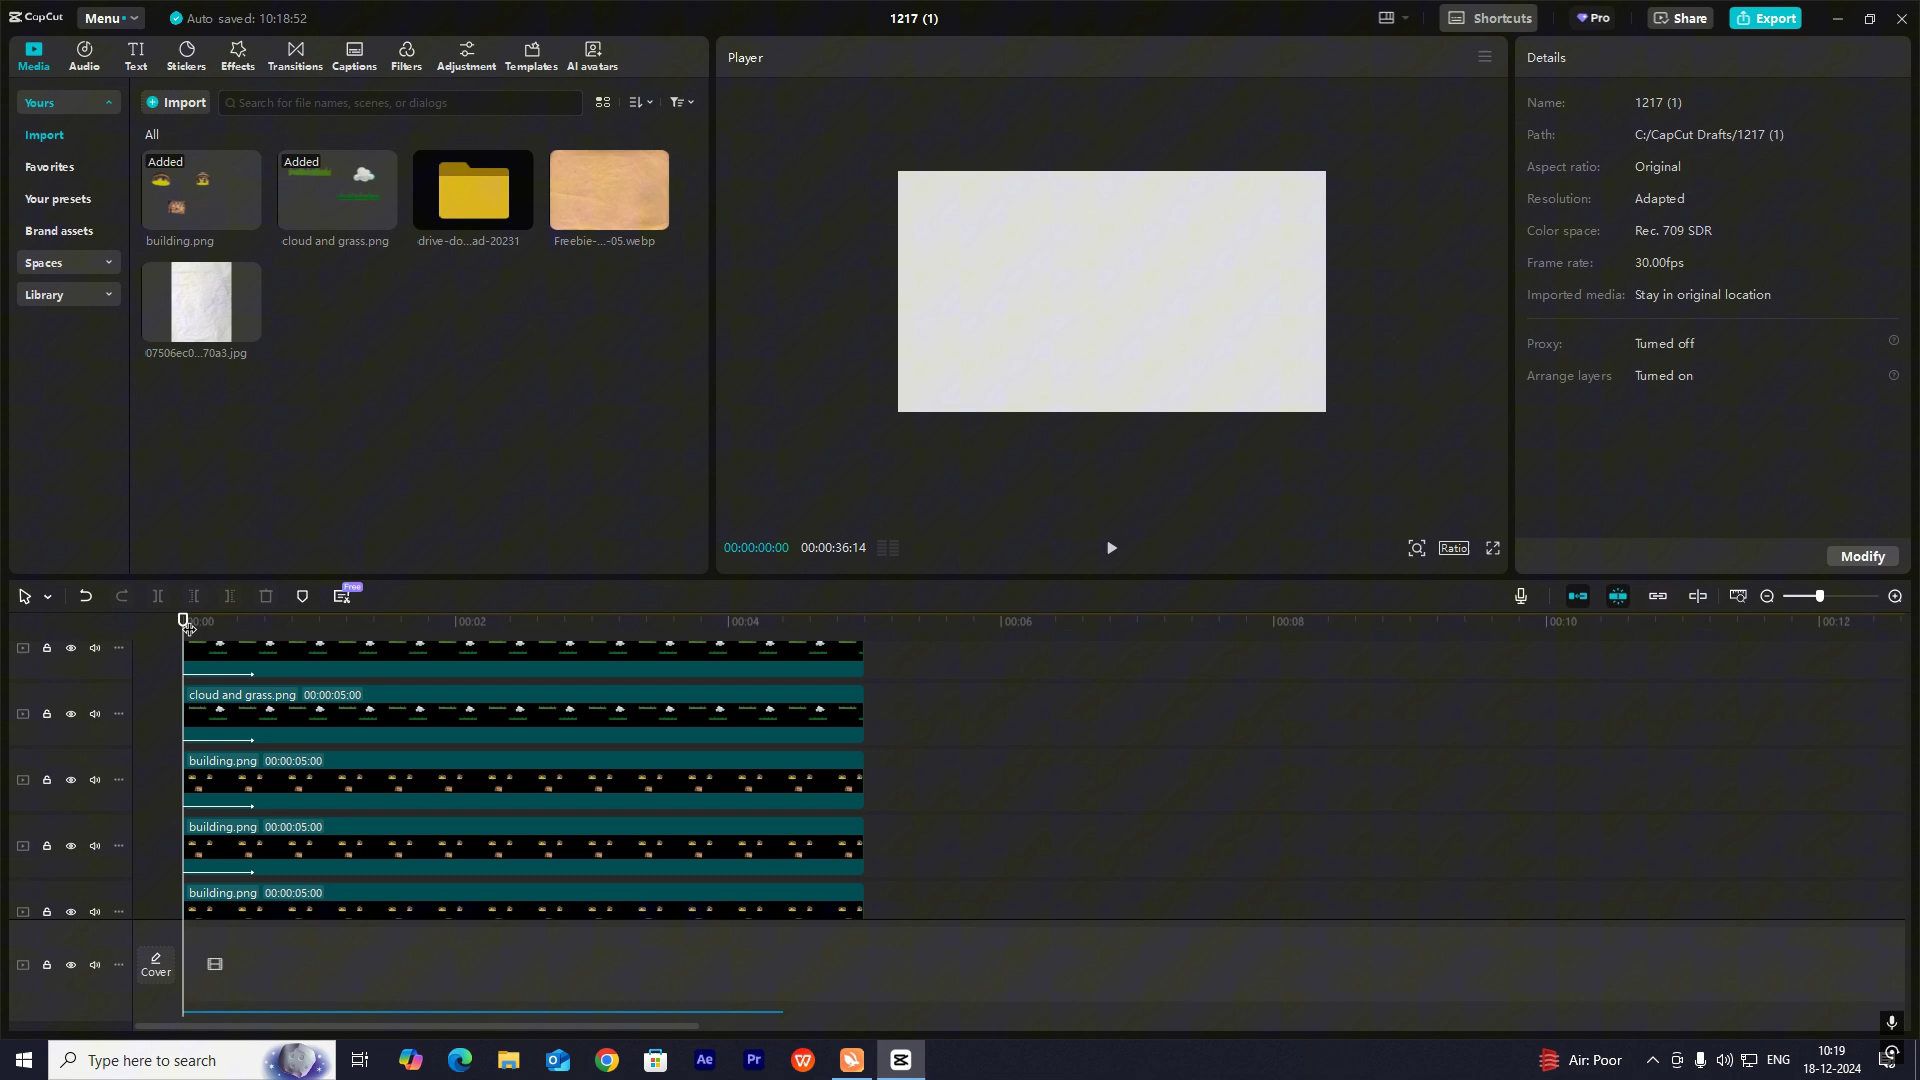 CapCut
Menu
Auto saved: 10:18:52
1217 (1)
Shortcuts
Pro
Share
Export
Media
Audio
Text
Stickers
Effects
Transitions
Captions
Filters
Adjustment
Templates
AI avatars
Player
Details
Yours
Import
Favorites
Your presets
Brand assets
Spaces
Library
Import
Search for file names, scenes, or dialogs
All
Added
building.png
Added
cloud and grass.png
drive-do...ad-20231
Freebie-...-05.webp
07506ec0...70a3.jpg
Name: 1217 (1)
Path: C:/CapCut Drafts/1217 (1)
Aspect ratio: Original
Resolution: Adapted
Color space: Rec. 709 SDR
Frame rate: 30.00fps
Imported media: Stay in original location
Proxy: Turned off
Arrange layers Turned on
Modify
00:00:00:00 00:00:36:14
Ratio
Free
00:00 00:02 00:04 00:06 00:08 00:10 00:12
cloud and grass.png 00:00:05:00
building.png 00:00:05:00
building.png 00:00:05:00
building.png 00:00:05:00
Cover
Type here to search
Ae
Pr
Air: Poor
ENG
10:19
18-12-2024